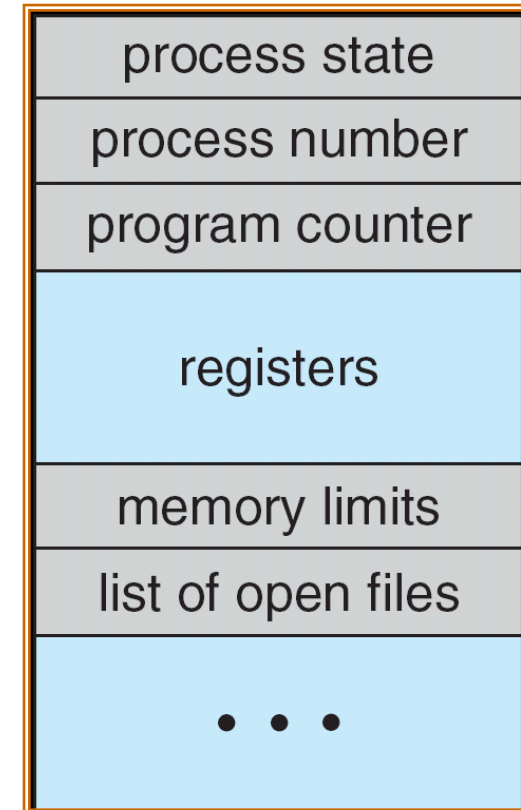 process state
process number
program counter
registers
memory limits
list of open files
• • •